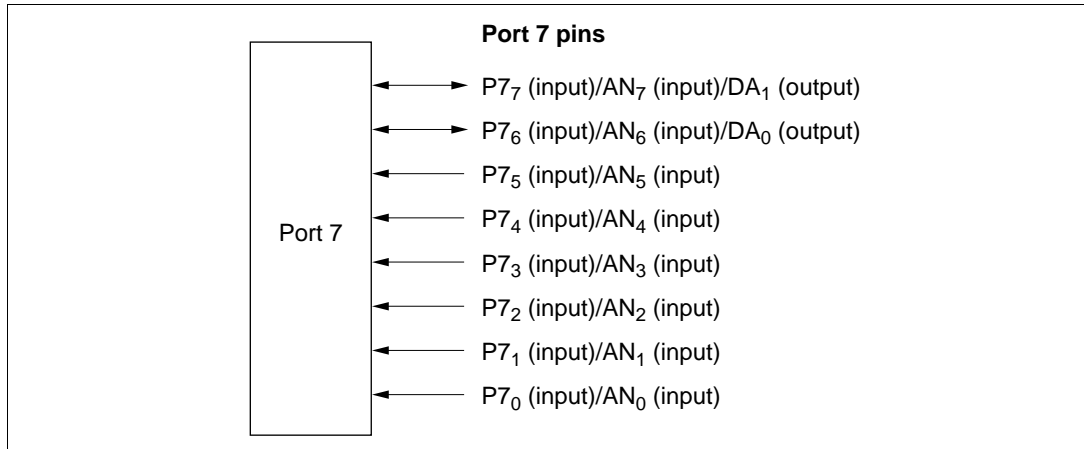 Port 7 pins
P7₇ (input)/AN₇ (input)/DA₁ (output)
P7₆ (input)/AN₆ (input)/DA₀ (output)
P7₅ (input)/AN₅ (input)
P7₄ (input)/AN₄ (input)
Port 7
P7₃ (input)/AN₃ (input)
P7₂ (input)/AN₂ (input)
P7₁ (input)/AN₁ (input)
P7₀ (input)/AN₀ (input)